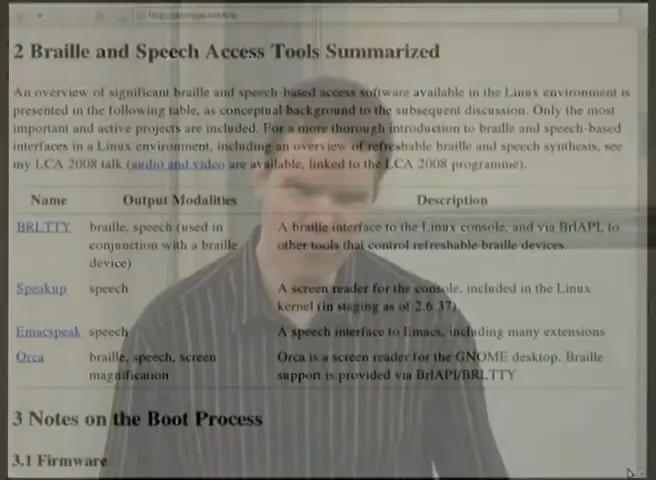 2 Braille and Speech Access Tools Summarized
An overview of significant braille and speech-based access software available in the Linux environment is
presented in the following table, as conceptual background to the subsequent discussion. Only the most
important and active projects are included. For a more thorough introduction to braille and speech-based
interfaces in a Linux environment, including an overview of refreshable braille and speech synthesis, see
my LCA 2008 talk (audio and video are available, linked to the LCA 2008 programme).
Name Output Modalities Description
BRLTTY braille, speech (used in A braille interface to the Linux console, and via BrlAPI, to
conjunction with a braille other tools that control refreshable braille devices.
device)
Speakup speech A screen reader for the console, included in the Linux
kernel (in staging as of 2.6.37).
Emacspeak speech A speech interface to Emacs, including many extensions
Orca braille, speech, screen Orca is a screen reader for the GNOME desktop. Braille
magnification support is provided via BrlAPI/BRLTTY
3 Notes on the Boot Process
3.1 Firmware